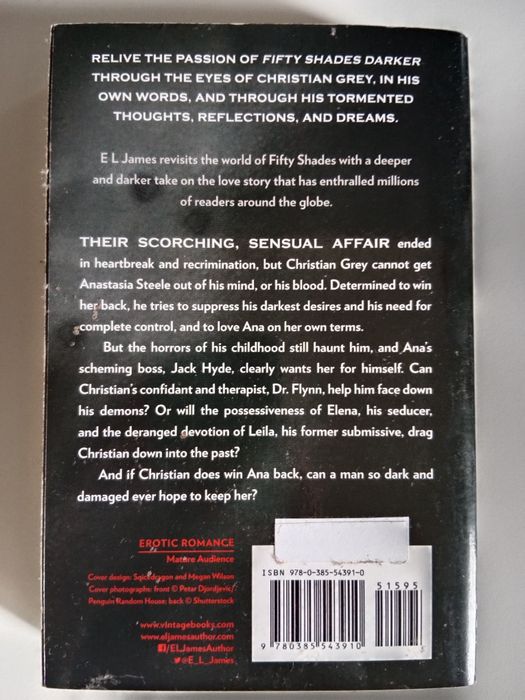 RELIVE THE PASSION OF FIFTY SHADES DARKER
THROUGH THE EYES OF CHRISTIAN GREY, IN HIS
OWN WORDS, AND THROUGH HIS TORMENTED
THOUGHTS, REFLECTIONS, AND DREAMS.
E L James revisits the world of Fifty Shades with a deeper
and darker take on the love story that has enthralled millions
of readers around the globe.
THEIR SCORCHING, SENSUAL AFFAIR ended
in heartbreak and recrimination, but Christian Grey cannot get
Anastasia Steele out of his mind, or his blood. Determined to win
her back, he tries to suppress his darkest desires and his need for
complete control, and to love Ana on her own terms.
But the horrors of his childhood still haunt him, and Ana's
scheming boss, Jack Hyde, clearly wants her for himself. Can
Christian's confidant and therapist, Dr. Flynn, help him face down
his demons? Or will the possessiveness of Elena, his seducer,
and the deranged devotion of Leila, his former submissive, drag
Christian down into the past?
And if Christian does win Ana back, can a man so dark and
damaged ever hope to keep her?
EROTIC ROMANCE
Mature Audience
Cover design: Sqicedragon and Megan Wilson
Cover photographs: front © Petar Djordjevic/
Penguin Random House; back © Shutterstock
www.vintagebooks.com
www.eljamesauthor.com
/ELJamesAuthor
@E_L_James
ISBN 978-0-385-54391-0
51595
9 780385 543910